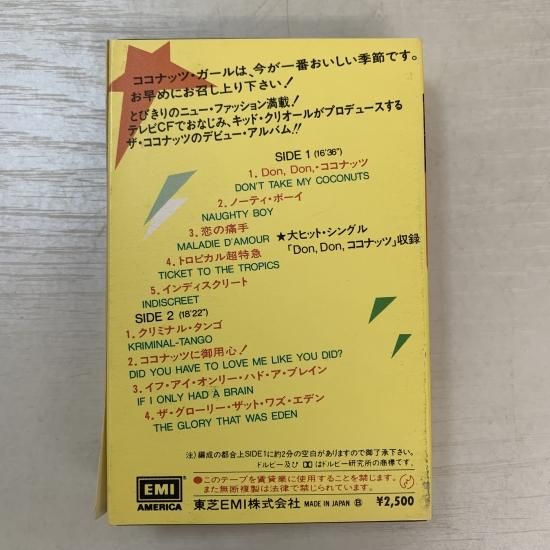 ココナッツ・ガールは、今が一番おいしい季節です。
お早めにお召し上り下さい!
とびきりのニュー・ファッション満載!
テレビCFでおなじみ、キッド・クリオールがプロデュースする
ザ・ココナッツのデビュー・アルバム!!
SIDE 1 (16'36")
1. Don, Don,・ココナッツ
DON'T TAKE MY COCONUTS
2. ノーティ・ボーイ
NAUGHTY BOY
3. 恋の痛手
MALADIE D'AMOUR
★大ヒット・シングル
「Don, Don, ココナッツ」収録
4. トロピカル超特急
TICKET TO THE TROPICS
5. インディスクリート
INDISCREET
SIDE 2 (18'22")
1. クリミナル・タンゴ
KRIMINAL-TANGO
2. ココナッツに御用心!
DID YOU HAVE TO LOVE ME LIKE YOU DID?
3. イフ・アイ・オンリー・ハド・ア・ブレイン
IF I ONLY HAD A BRAIN
4. ザ・グローリー・ザット・ワズ・エデン
THE GLORY THAT WAS EDEN
注) 編成の都合上SIDE1に約2分の空白がありますので御了承下さい。
ドルビー及び はドルビー研究所の商標です。
●このテープを賃貸業に使用することを禁じます。
また無断複製は法律で禁じられています。
EMI
AMERICA
東芝EMI株式会社 MADE IN JAPAN Ⓑ ¥2,500